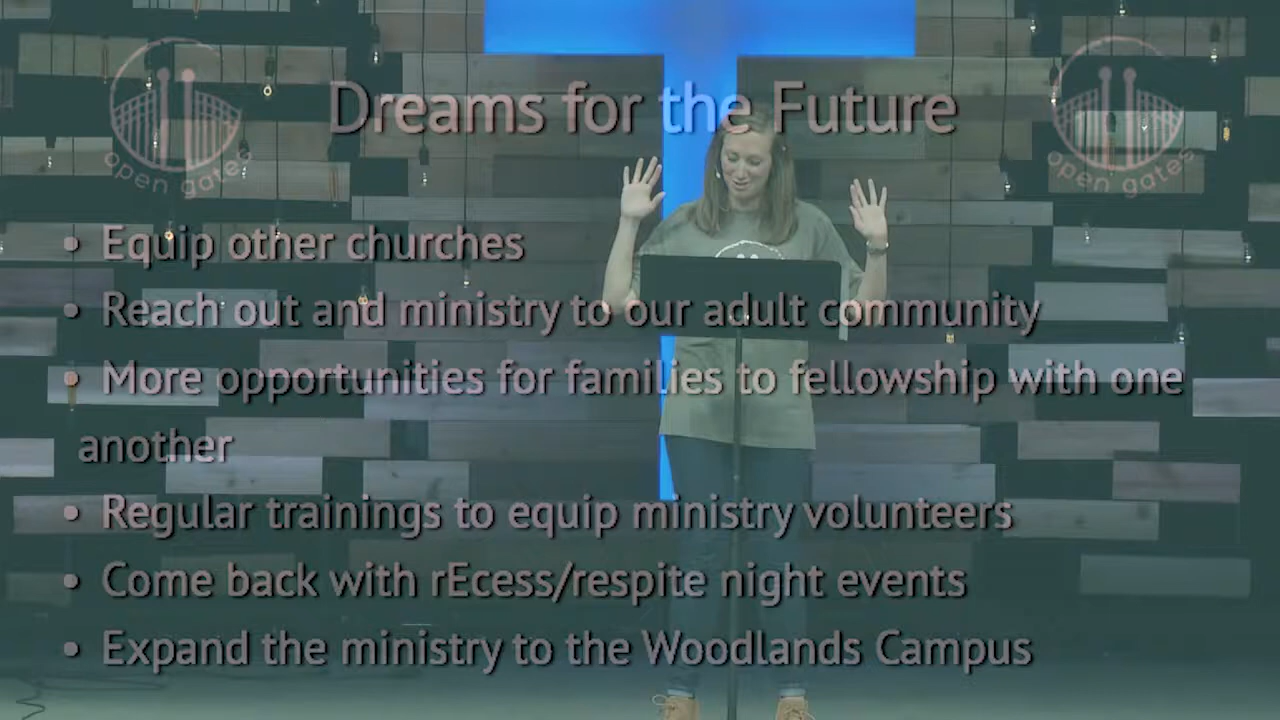 Dreams for the Future
open gates
open gates
• Equip other churches
• Reach out and ministry to our adult community
• More opportunities for families to fellowship with one
another
• Regular trainings to equip ministry volunteers
• Come back with rEcess/respite night events
• Expand the ministry to the Woodlands Campus